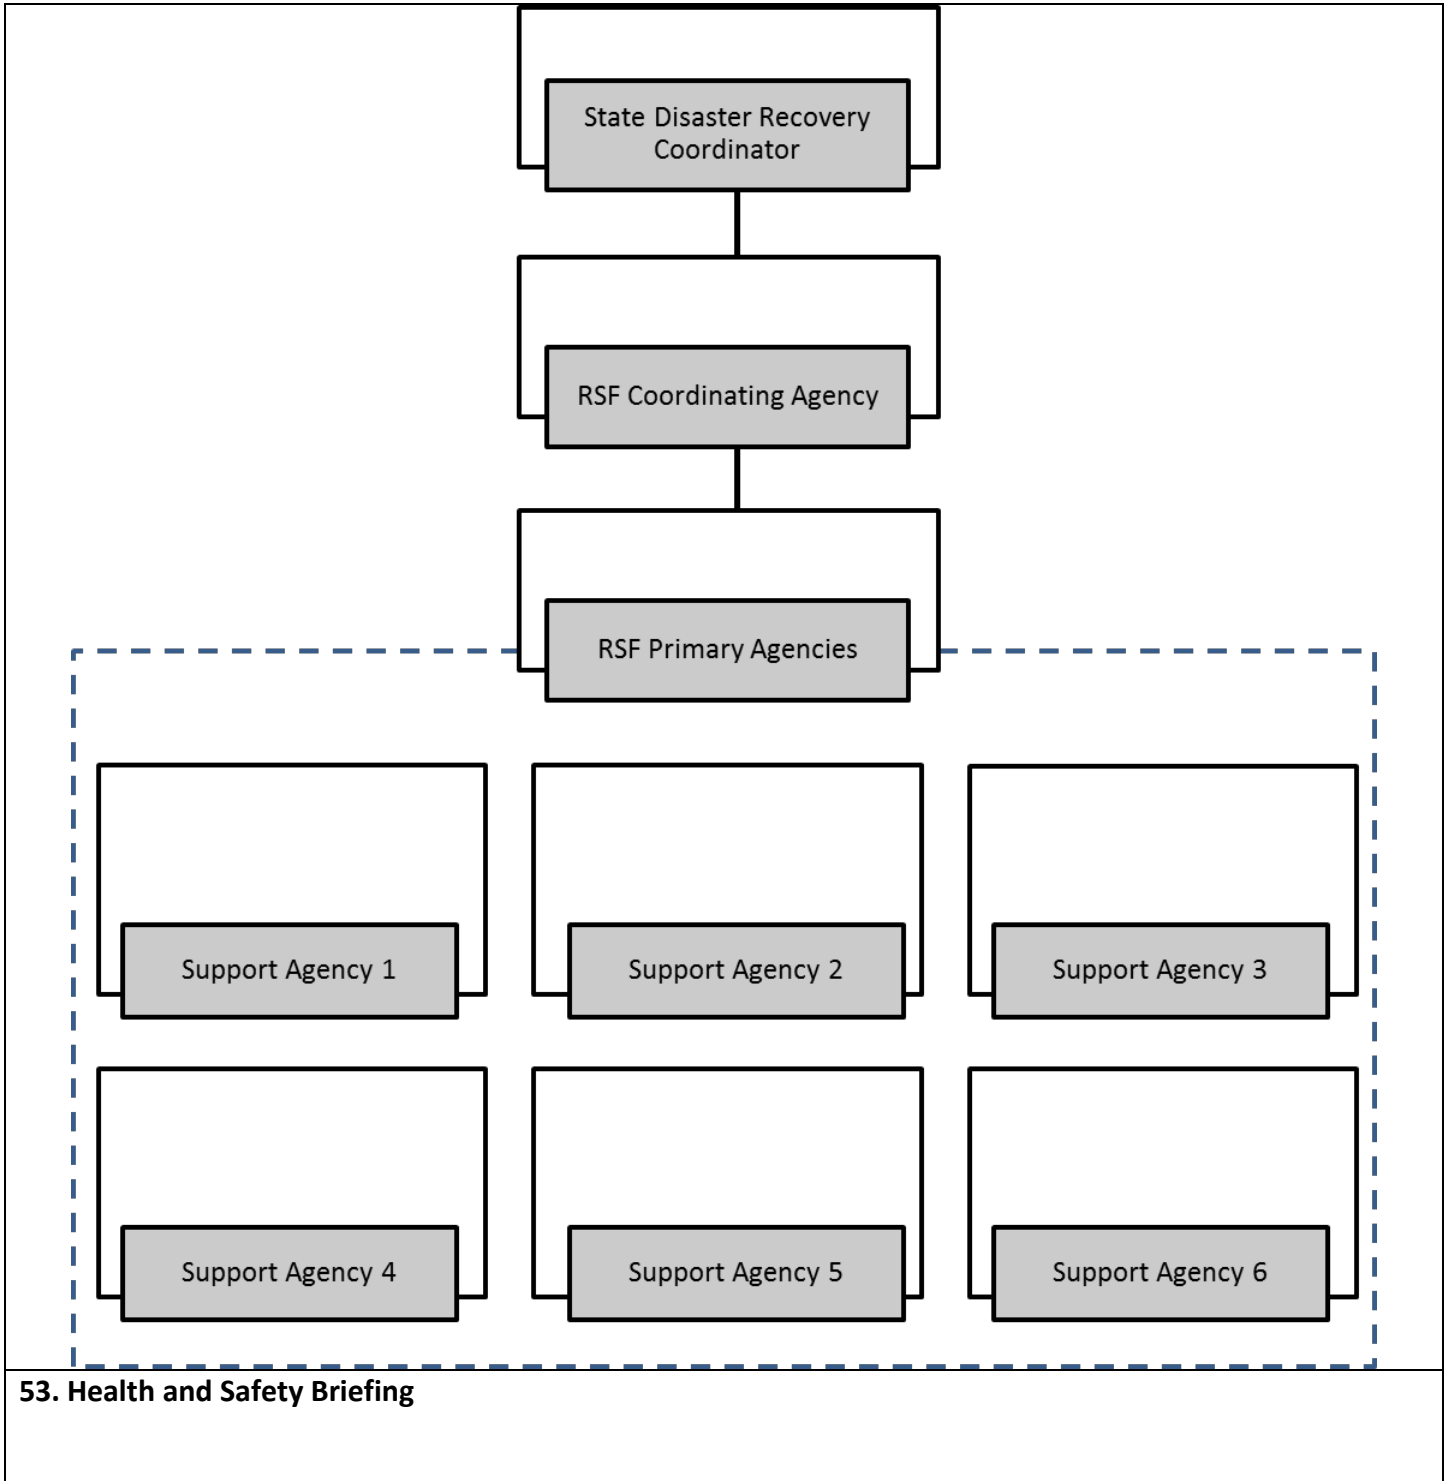 State Disaster Recovery
Coordinator
RSF Coordinating Agency
RSF Primary Agencies
Support Agency 1
Support Agency 2
Support Agency 3
Support Agency 4
Support Agency 5
Support Agency 6
53. Health and Safety Briefing